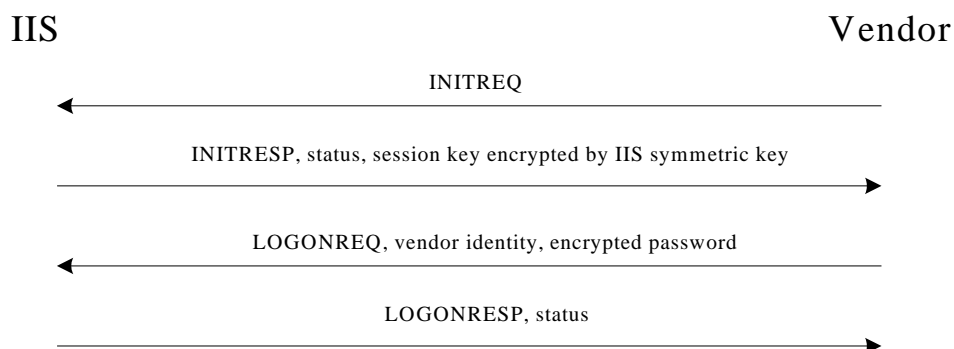 IIS
Vendor
INITREQ
INITRESP, status, session key encrypted by IIS symmetric key
LOGONREQ, vendor identity, encrypted password
LOGONRESP, status